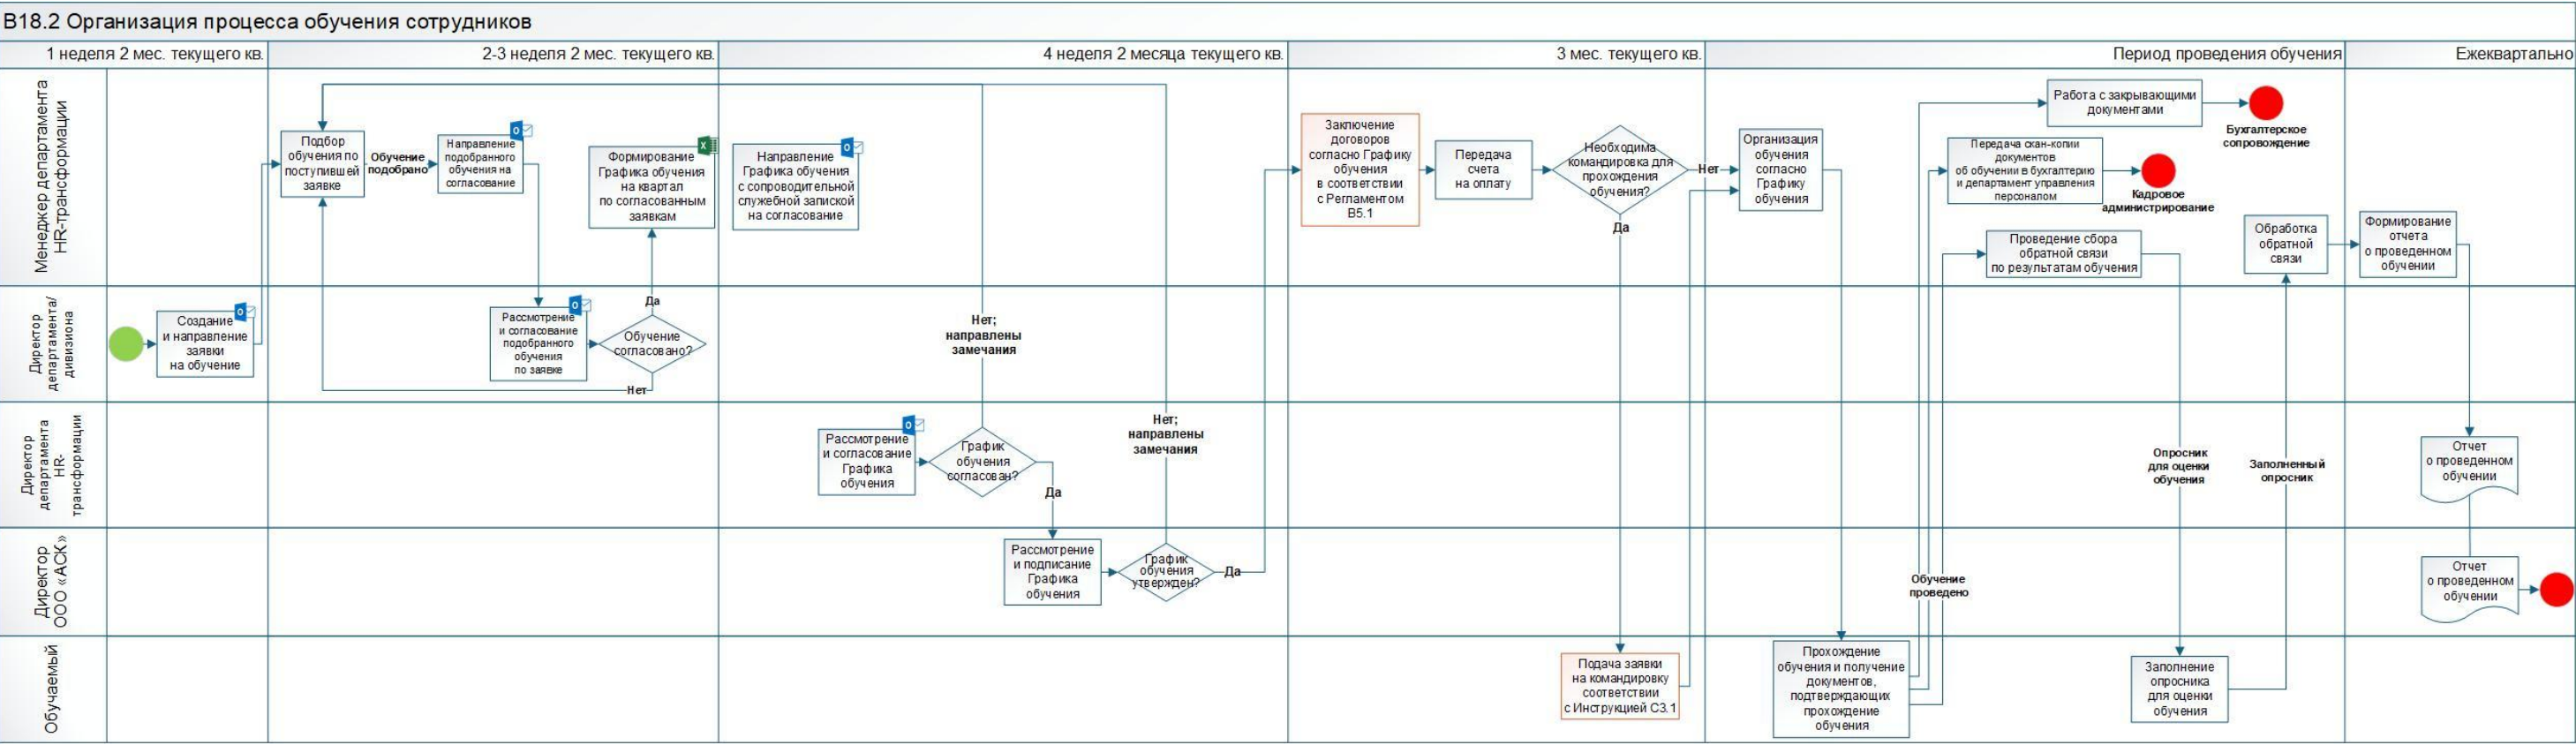 В18.2 Организация процесса обучения сотрудников
1 неделя 2 мес. текущего кв.
2-3 неделя 2 мес. текущего кв.
4 неделя 2 месяца текущего кв.
3 мес. текущего кв.
Период проведения обучения
Ежеквартально
Менеджер департамента
HR-трансформации
Подбор
обучения по
поступившей
заявке
Обучение
подобрано
Направление
подобранного
обучения на
согласование
Формирование
Графика обучения
на квартал
по согласованным
заявкам
Направление
Графика обучения
с сопроводительной
служебной запиской
на согласование
Заключение
договоров
согласно Графику
обучения
в соответствии
с Регламентом
В5.1
Передача
счета
на оплату
Необходима
командировка для
прохождения
обучения?
Нет
Да
Организация
обучения
согласно
Графику
обучения
Работа с закрывающими
документами
Бухгалтерское
сопровождение
Передача скан-копии
документов
об обучении в бухгалтерию
и департамент управления
персоналом
Кадровое
администрирование
Проведение сбора
обратной связи
по результатам обучения
Обработка
обратной
связи
Формирование
отчета
о проведенном
обучении
Директор
департамента/
дивизиона
Создание
и направление
заявки
на обучение
Рассмотрение
и согласование
подобранного
обучения
по заявке
Обучение
согласовано?
Да
Нет
Нет;
направлены
замечания
Директор
департамента
HR-
трансформации
Рассмотрение
и согласование
Графика
обучения
График
обучения
согласован?
Да
Нет;
направлены
замечания
Опросник
для оценки
обучения
Заполненный
опросник
Отчет
о проведенном
обучении
Директор
ООО «АСК»
Рассмотрение
и подписание
Графика
обучения
График
обучения
утвержден?
Да
Обучение
проведено
Отчет
о проведенном
обучении
Обучаемый
Подача заявки
на командировку
соответствии
с Инструкцией С3.1
Прохождение
обучения и получение
документов,
подтверждающих
прохождение
обучения
Заполнение
опросника
для оценки
обучения